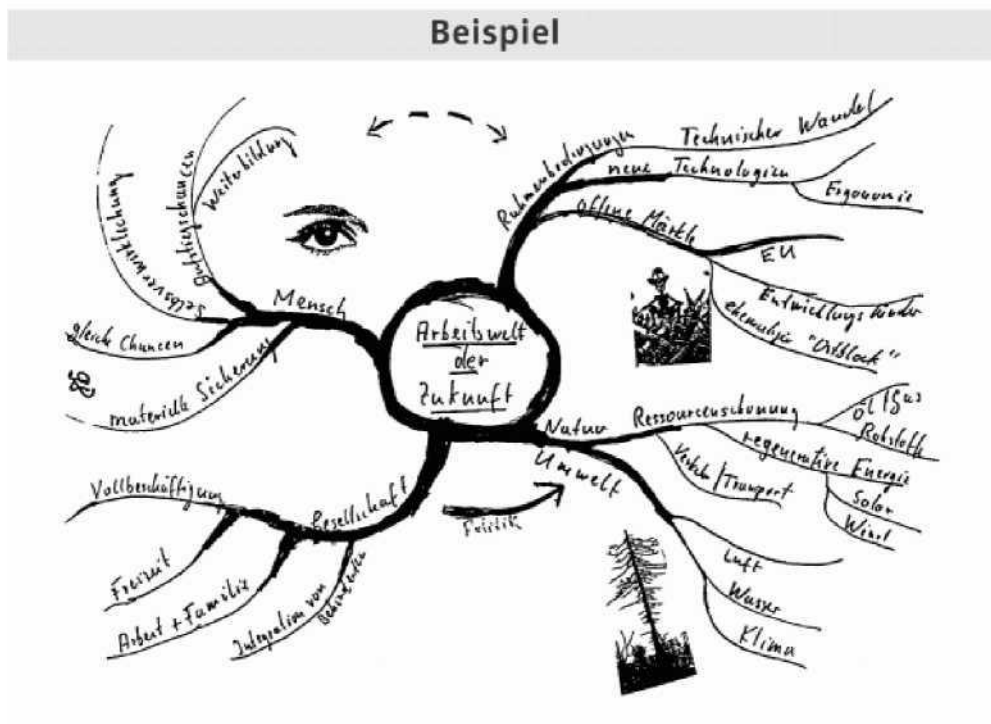 Beispiel
Arbeitswelt
der
Zukunft
Rahmenbedingungen
Technischer Wandel
neue Technologien
Ergonomie
offene Märkte
EU
Entwicklungsländer
ehemaliger "Ostblock"
Natur
Umwelt
Ressourcenschonung
Öl/Gas
Rohstoffe
regenerative Energie
Solar
Wind
Verkehr/Transport
Luft
Wasser
Klima
Politik
Gesellschaft
Vollbeschäftigung
Freizeit
Arbeit + Familie
Integration von
Behinderten
Mensch
Weiterbildung
Aufstiegschancen
Selbstverwirklichung
gleiche Chancen
materielle Sicherung